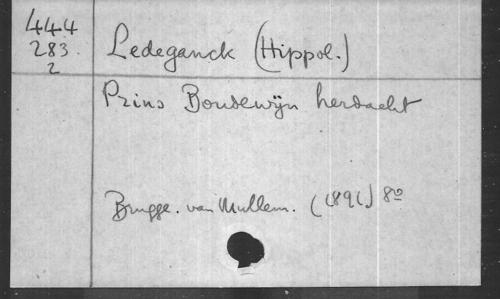 444
283.
2
Ledeganck (Hippol.)
Prins Boudewijn herdacht
Brugge. van Mullem. (1891) 8º